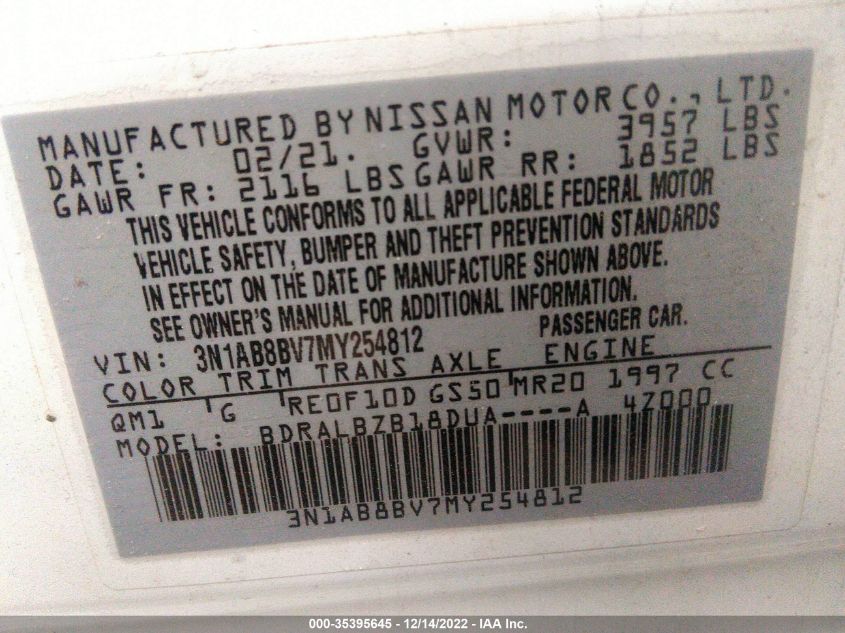 MANUFACTURED BY NISSAN MOTOR CO., LTD.
DATE: 02/21. GVWR: 3957 LBS
GAWR FR: 2116 LBS GAWR RR: 1852 LBS
THIS VEHICLE CONFORMS TO ALL APPLICABLE FEDERAL MOTOR
VEHICLE SAFETY, BUMPER AND THEFT PREVENTION STANDARDS
IN EFFECT ON THE DATE OF MANUFACTURE SHOWN ABOVE.
SEE OWNER'S MANUAL FOR ADDITIONAL INFORMATION.
VIN: 3N1AB8BV7MY254812 PASSENGER CAR.
COLOR TRIM TRANS AXLE ENGINE
QM1 G RE0F10D GS50 MR20 1997 CC
MODEL: BDRALBZB18DUA----A 4Z000
3N1AB8BV7MY254812
000-35395645 - 12/14/2022 - IAA Inc.